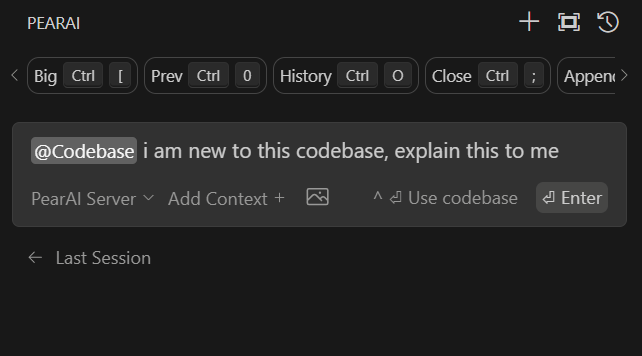 PEARAI
Big Ctrl [ Prev Ctrl 0 History Ctrl O Close Ctrl ; Appen
@Codebase i am new to this codebase, explain this to me
PearAI Server Add Context + ^ ⏎ Use codebase ⏎ Enter
← Last Session